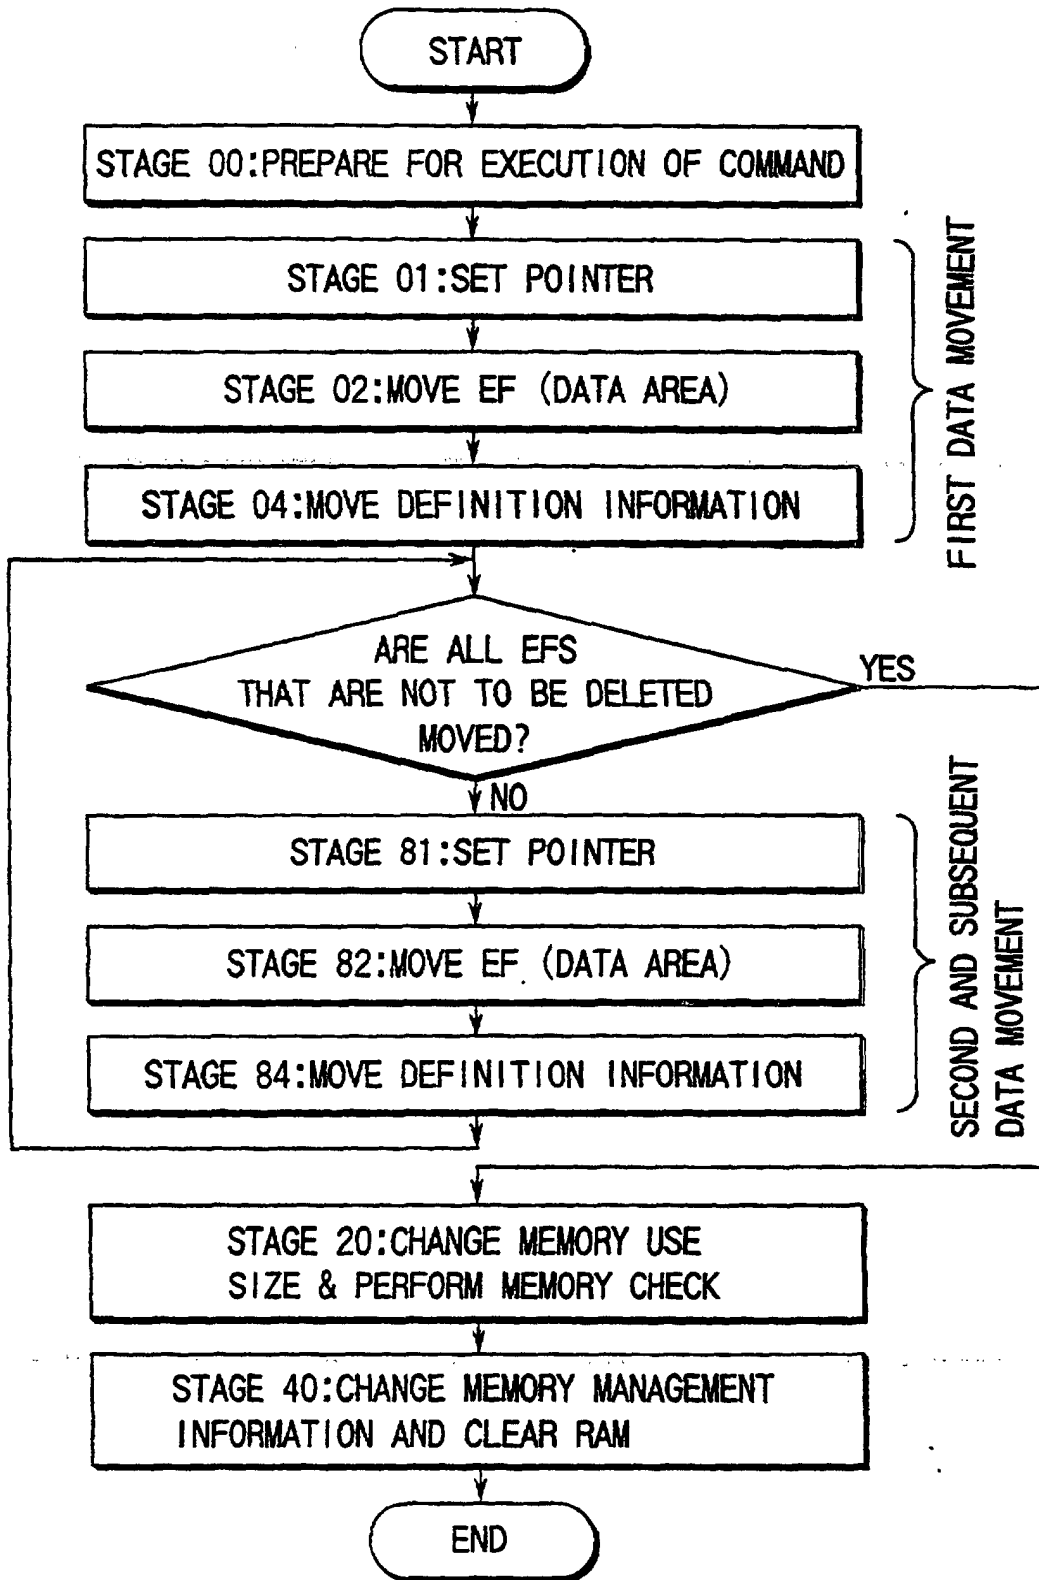 START
STAGE 00:PREPARE FOR EXECUTION OF COMMAND
STAGE 01:SET POINTER
STAGE 02:MOVE EF (DATA AREA)
STAGE 04:MOVE DEFINITION INFORMATION
FIRST DATA MOVEMENT
ARE ALL EFS
THAT ARE NOT TO BE DELETED
MOVED?
YES
NO
STAGE 81:SET POINTER
STAGE 82:MOVE EF (DATA AREA)
STAGE 84:MOVE DEFINITION INFORMATION
SECOND AND SUBSEQUENT
DATA MOVEMENT
STAGE 20:CHANGE MEMORY USE
SIZE & PERFORM MEMORY CHECK
STAGE 40:CHANGE MEMORY MANAGEMENT
INFORMATION AND CLEAR RAM
END